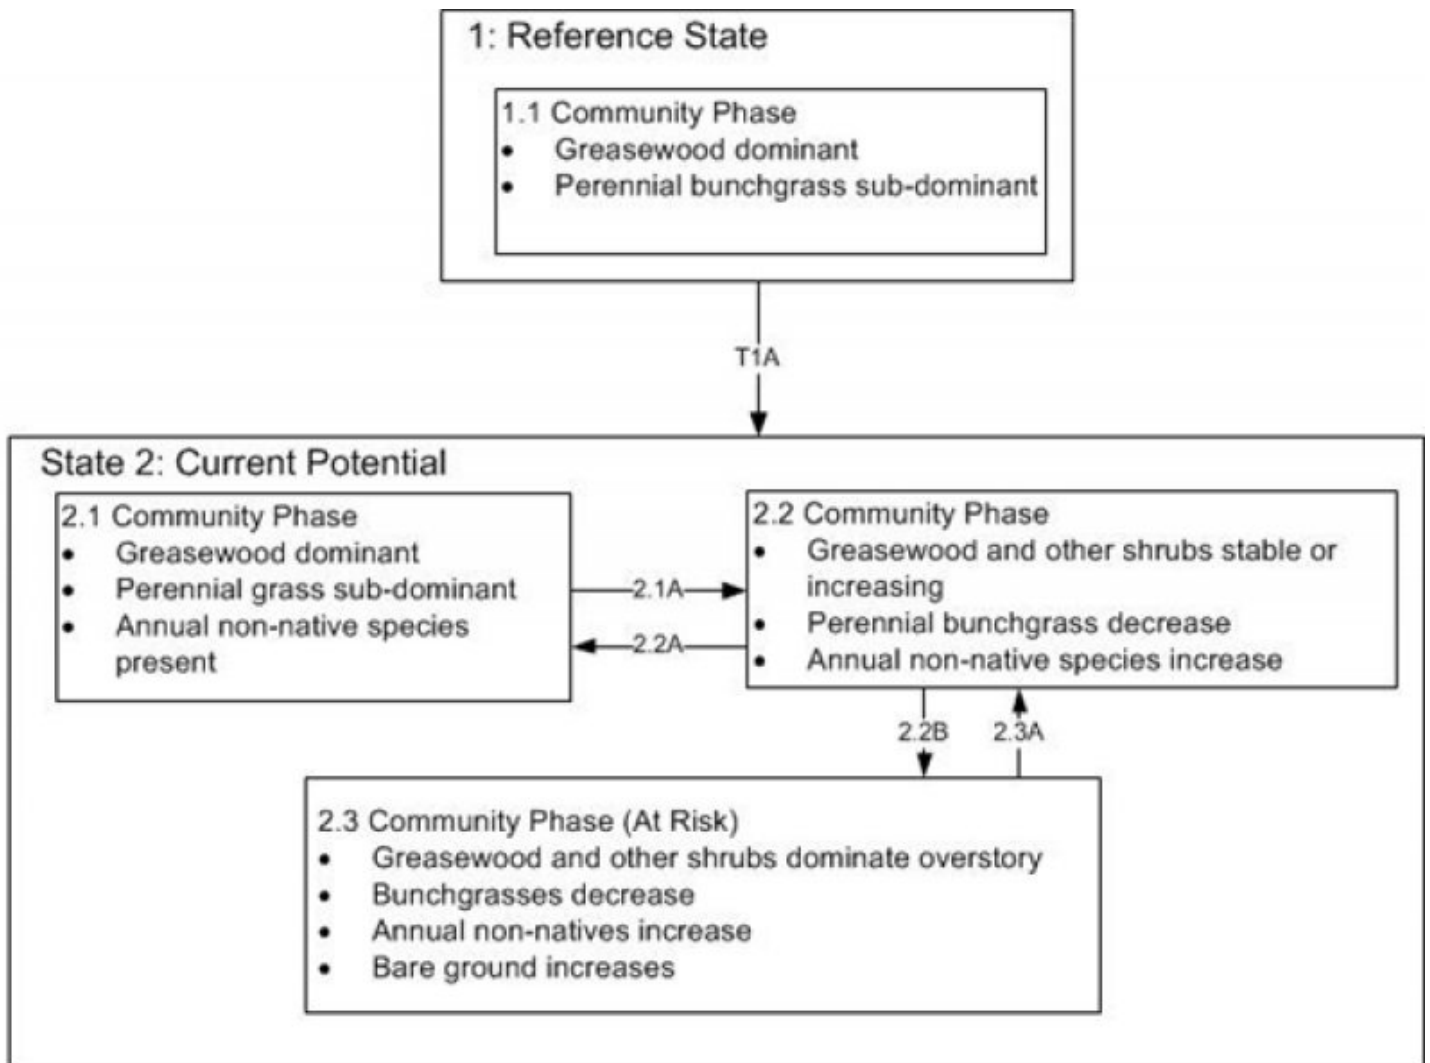 1: Reference State
1.1 Community Phase
• Greasewood dominant
• Perennial bunchgrass sub-dominant
T1A
State 2: Current Potential
2.1 Community Phase
• Greasewood dominant
• Perennial grass sub-dominant
• Annual non-native species
present
2.1A
2.2A
2.2 Community Phase
• Greasewood and other shrubs stable or
increasing
• Perennial bunchgrass decrease
• Annual non-native species increase
2.2B
2.3A
2.3 Community Phase (At Risk)
• Greasewood and other shrubs dominate overstory
• Bunchgrasses decrease
• Annual non-natives increase
• Bare ground increases